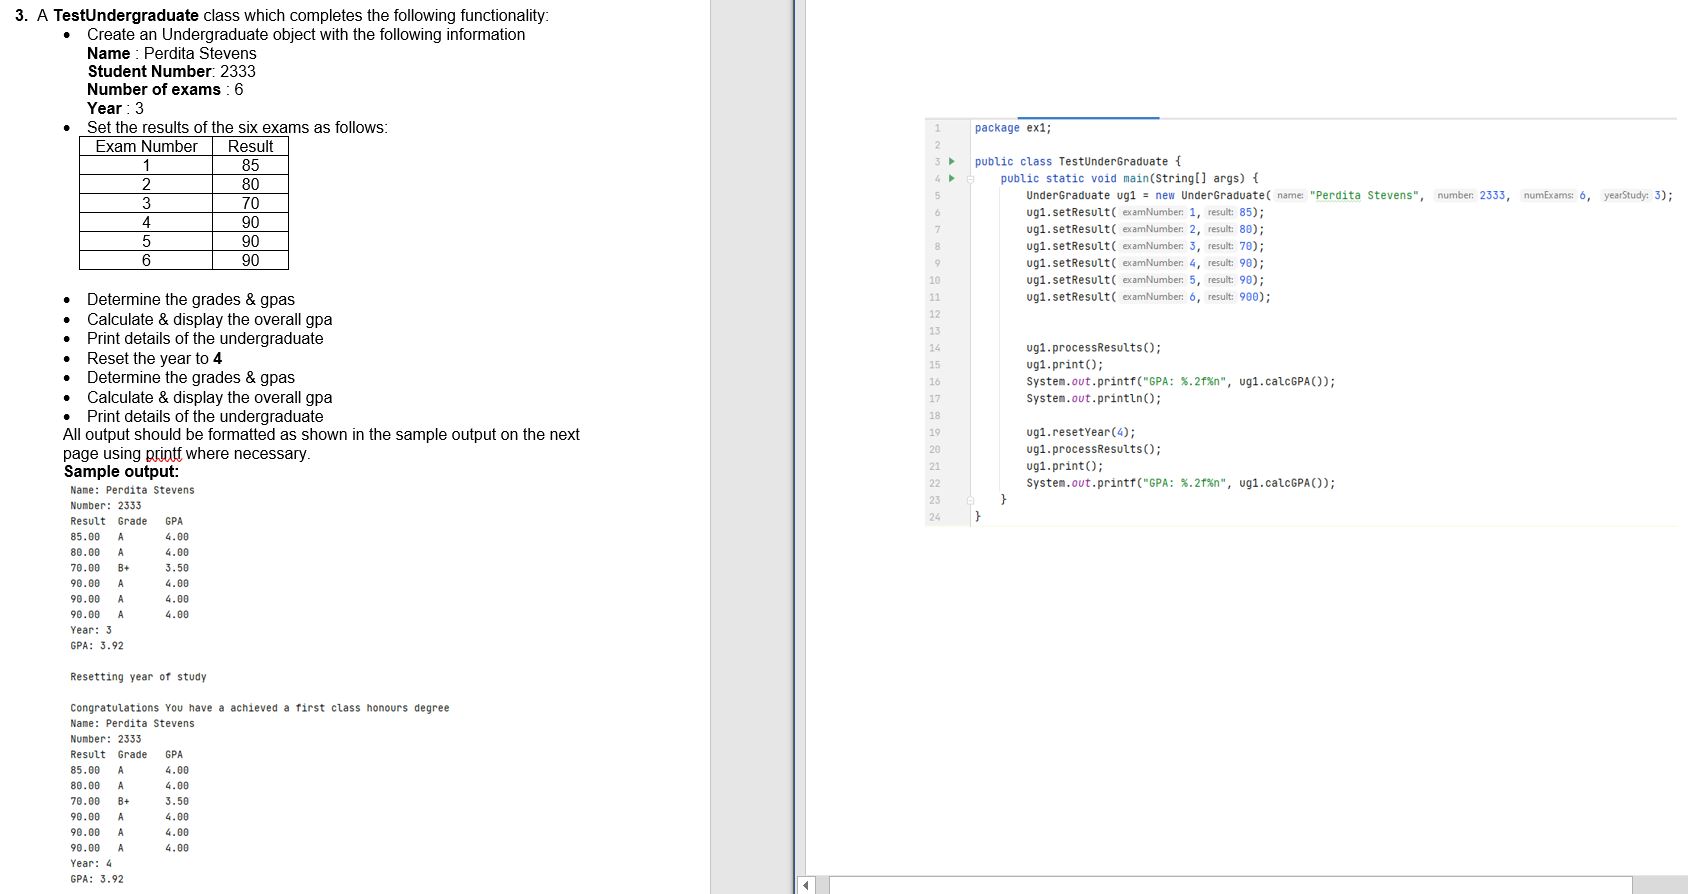 3. A TestUndergraduate class which completes the following functionality:
• Create an Undergraduate object with the following information
Name : Perdita Stevens
Student Number: 2333
Number of exams : 6
Year : 3
• Set the results of the six exams as follows:
Exam Number Result
1 85
2 80
3 70
4 90
5 90
6 90
• Determine the grades & gpas
• Calculate & display the overall gpa
• Print details of the undergraduate
• Reset the year to 4
• Determine the grades & gpas
• Calculate & display the overall gpa
• Print details of the undergraduate
All output should be formatted as shown in the sample output on the next
page using printf where necessary.
Sample output:
Name: Perdita Stevens
Number: 2333
Result Grade GPA
85.00 A 4.00
80.00 A 4.00
70.00 B+ 3.50
90.00 A 4.00
90.00 A 4.00
90.00 A 4.00
Year: 3
GPA: 3.92
Resetting year of study
Congratulations You have a achieved a first class honours degree
Name: Perdita Stevens
Number: 2333
Result Grade GPA
85.00 A 4.00
80.00 A 4.00
70.00 B+ 3.50
90.00 A 4.00
90.00 A 4.00
90.00 A 4.00
Year: 4
GPA: 3.92
1 package ex1;
2
3 public class TestUnderGraduate {
4 public static void main(String[] args) {
5 UnderGraduate ug1 = new UnderGraduate( name: "Perdita Stevens", number: 2333, numExams: 6, yearStudy: 3);
6 ug1.setResult( examNumber: 1, result: 85);
7 ug1.setResult( examNumber: 2, result: 80);
8 ug1.setResult( examNumber: 3, result: 70);
9 ug1.setResult( examNumber: 4, result: 90);
10 ug1.setResult( examNumber: 5, result: 90);
11 ug1.setResult( examNumber: 6, result: 900);
12
13
14 ug1.processResults();
15 ug1.print();
16 System.out.printf("GPA: %.2f%n", ug1.calcGPA());
17 System.out.println();
18
19 ug1.resetYear(4);
20 ug1.processResults();
21 ug1.print();
22 System.out.printf("GPA: %.2f%n", ug1.calcGPA());
23 }
24 }